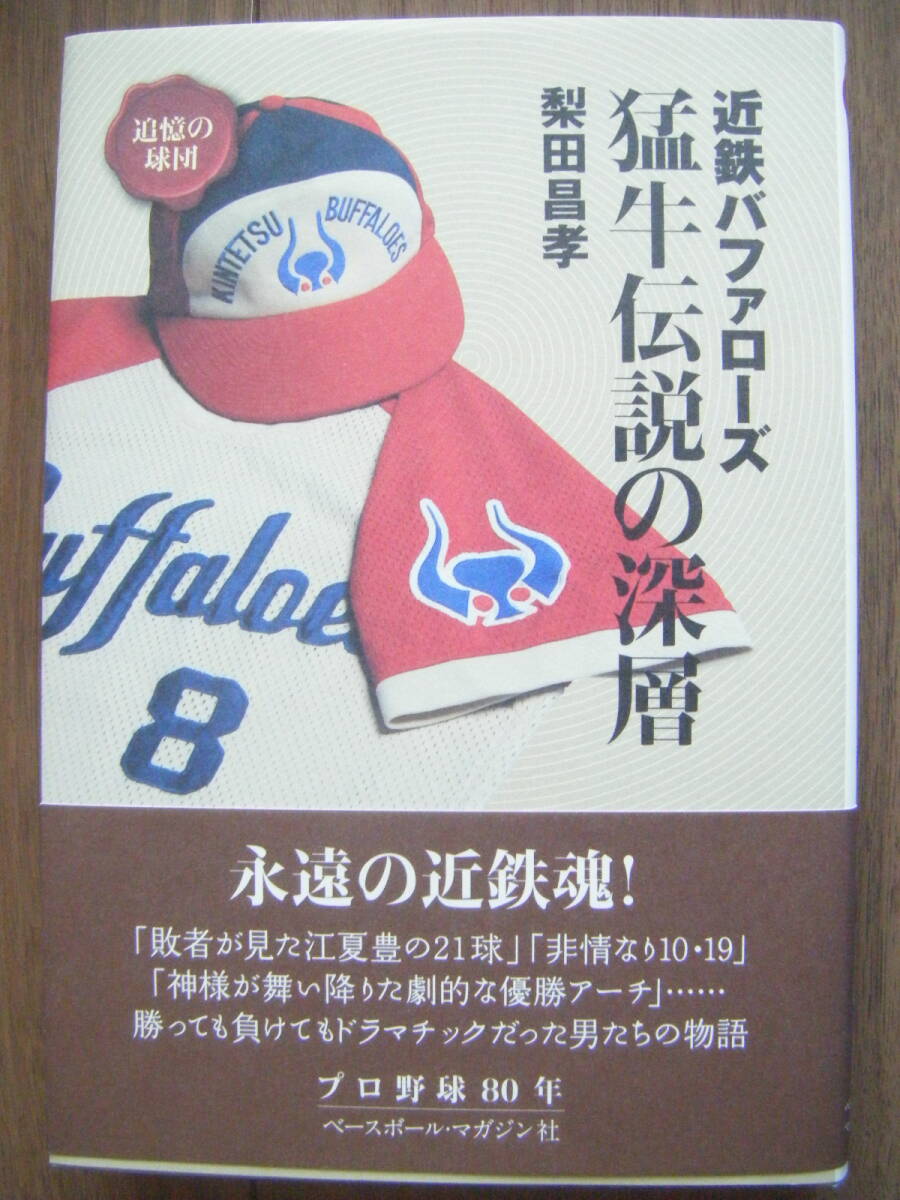 近鉄バファローズ
猛牛伝説の深層
梨田昌孝
追憶の
球団
KINTETSU BUFFALOES
Buffaloes
8
永遠の近鉄魂!
「敗者が見た江夏豊の21球」「非情なり10・19」
「神様が舞い降りた劇的な優勝アーチ」……
勝っても負けてもドラマチックだった男たちの物語
プロ野球80年
ベースボール・マガジン社